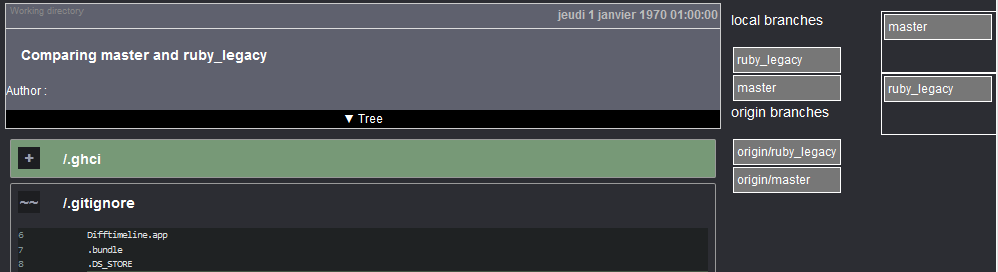 Working directory
jeudi 1 janvier 1970 01:00:00
Comparing master and ruby_legacy
Author :
▼ Tree
+ /.ghci
~~ /.gitignore
6 Difftimeline.app
7 .bundle
8 .DS_STORE
local branches
ruby_legacy
master
origin branches
origin/ruby_legacy
origin/master
master
ruby_legacy